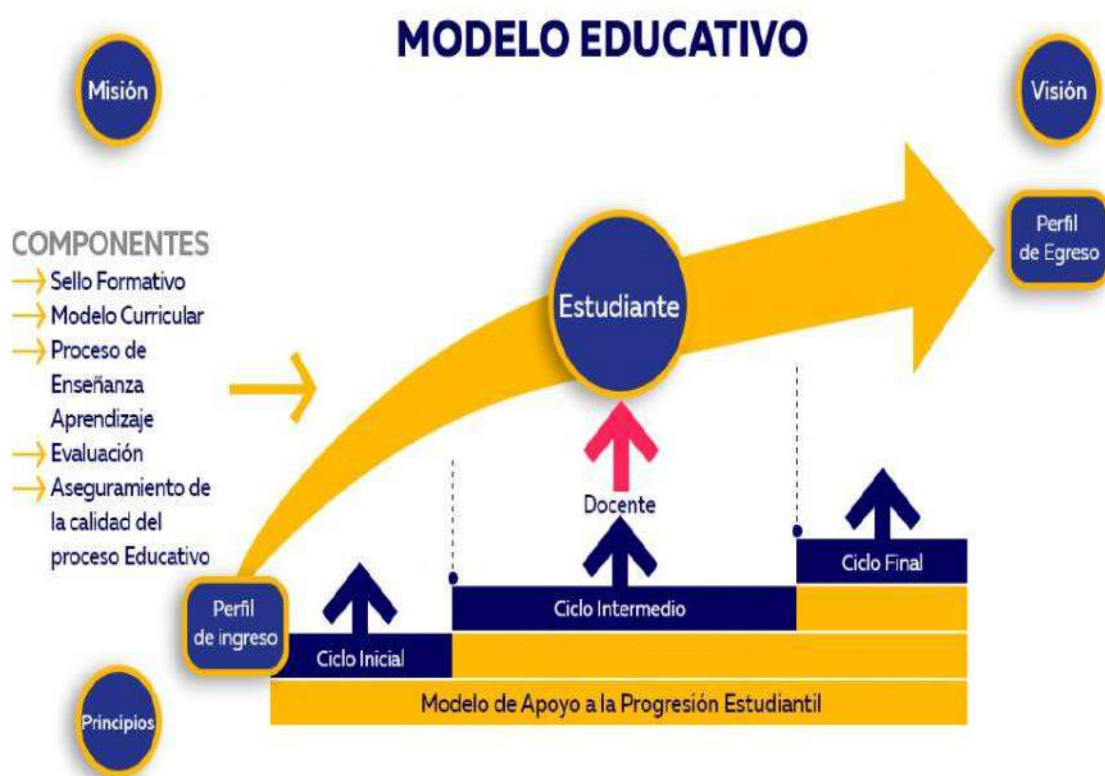 MODELO EDUCATIVO
Misión
Visión
COMPONENTES
Sello Formativo
Modelo Curricular
Proceso de
Enseñanza
Aprendizaje
Evaluación
Aseguramiento de
la calidad del
proceso Educativo
Estudiante
Perfil
de Egreso
Docente
Ciclo Final
Ciclo Intermedio
Perfil
de ingreso
Ciclo Inicial
Modelo de Apoyo a la Progresión Estudiantil
Principios